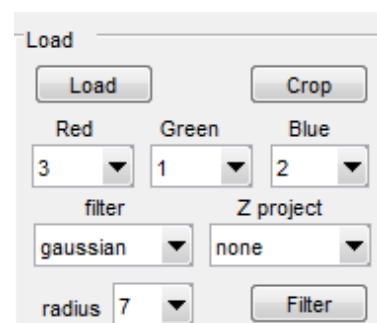 Load
Load Crop
Red Green Blue
3 1 2
filter Z project
gaussian none
radius 7 Filter